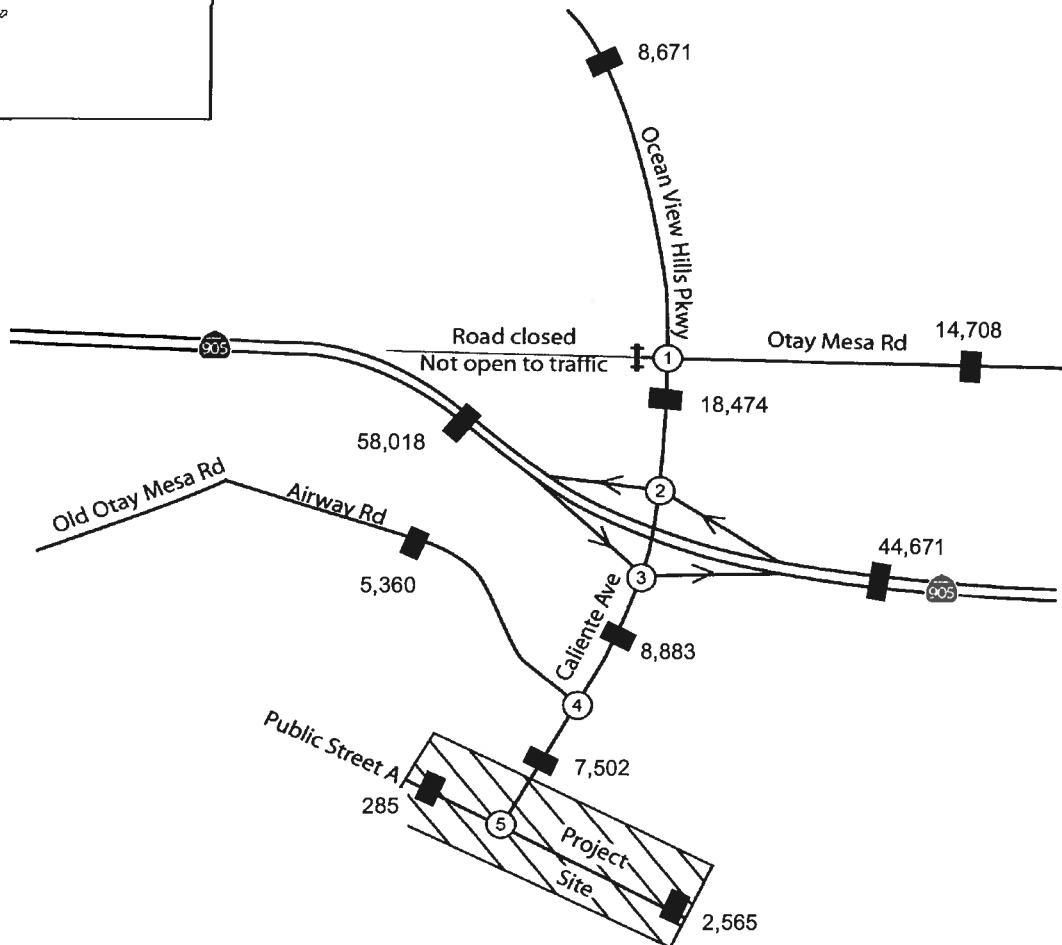 8,671
Ocean View Hills Pkwy
Road closed
Not open to traffic
1
Otay Mesa Rd
14,708
905
18,474
58,018
2
Old Otay Mesa Rd
Airway Rd
5,360
44,671
905
3
Caliente Ave
8,883
4
Public Street A
7,502
285
5
Project
Site
2,565